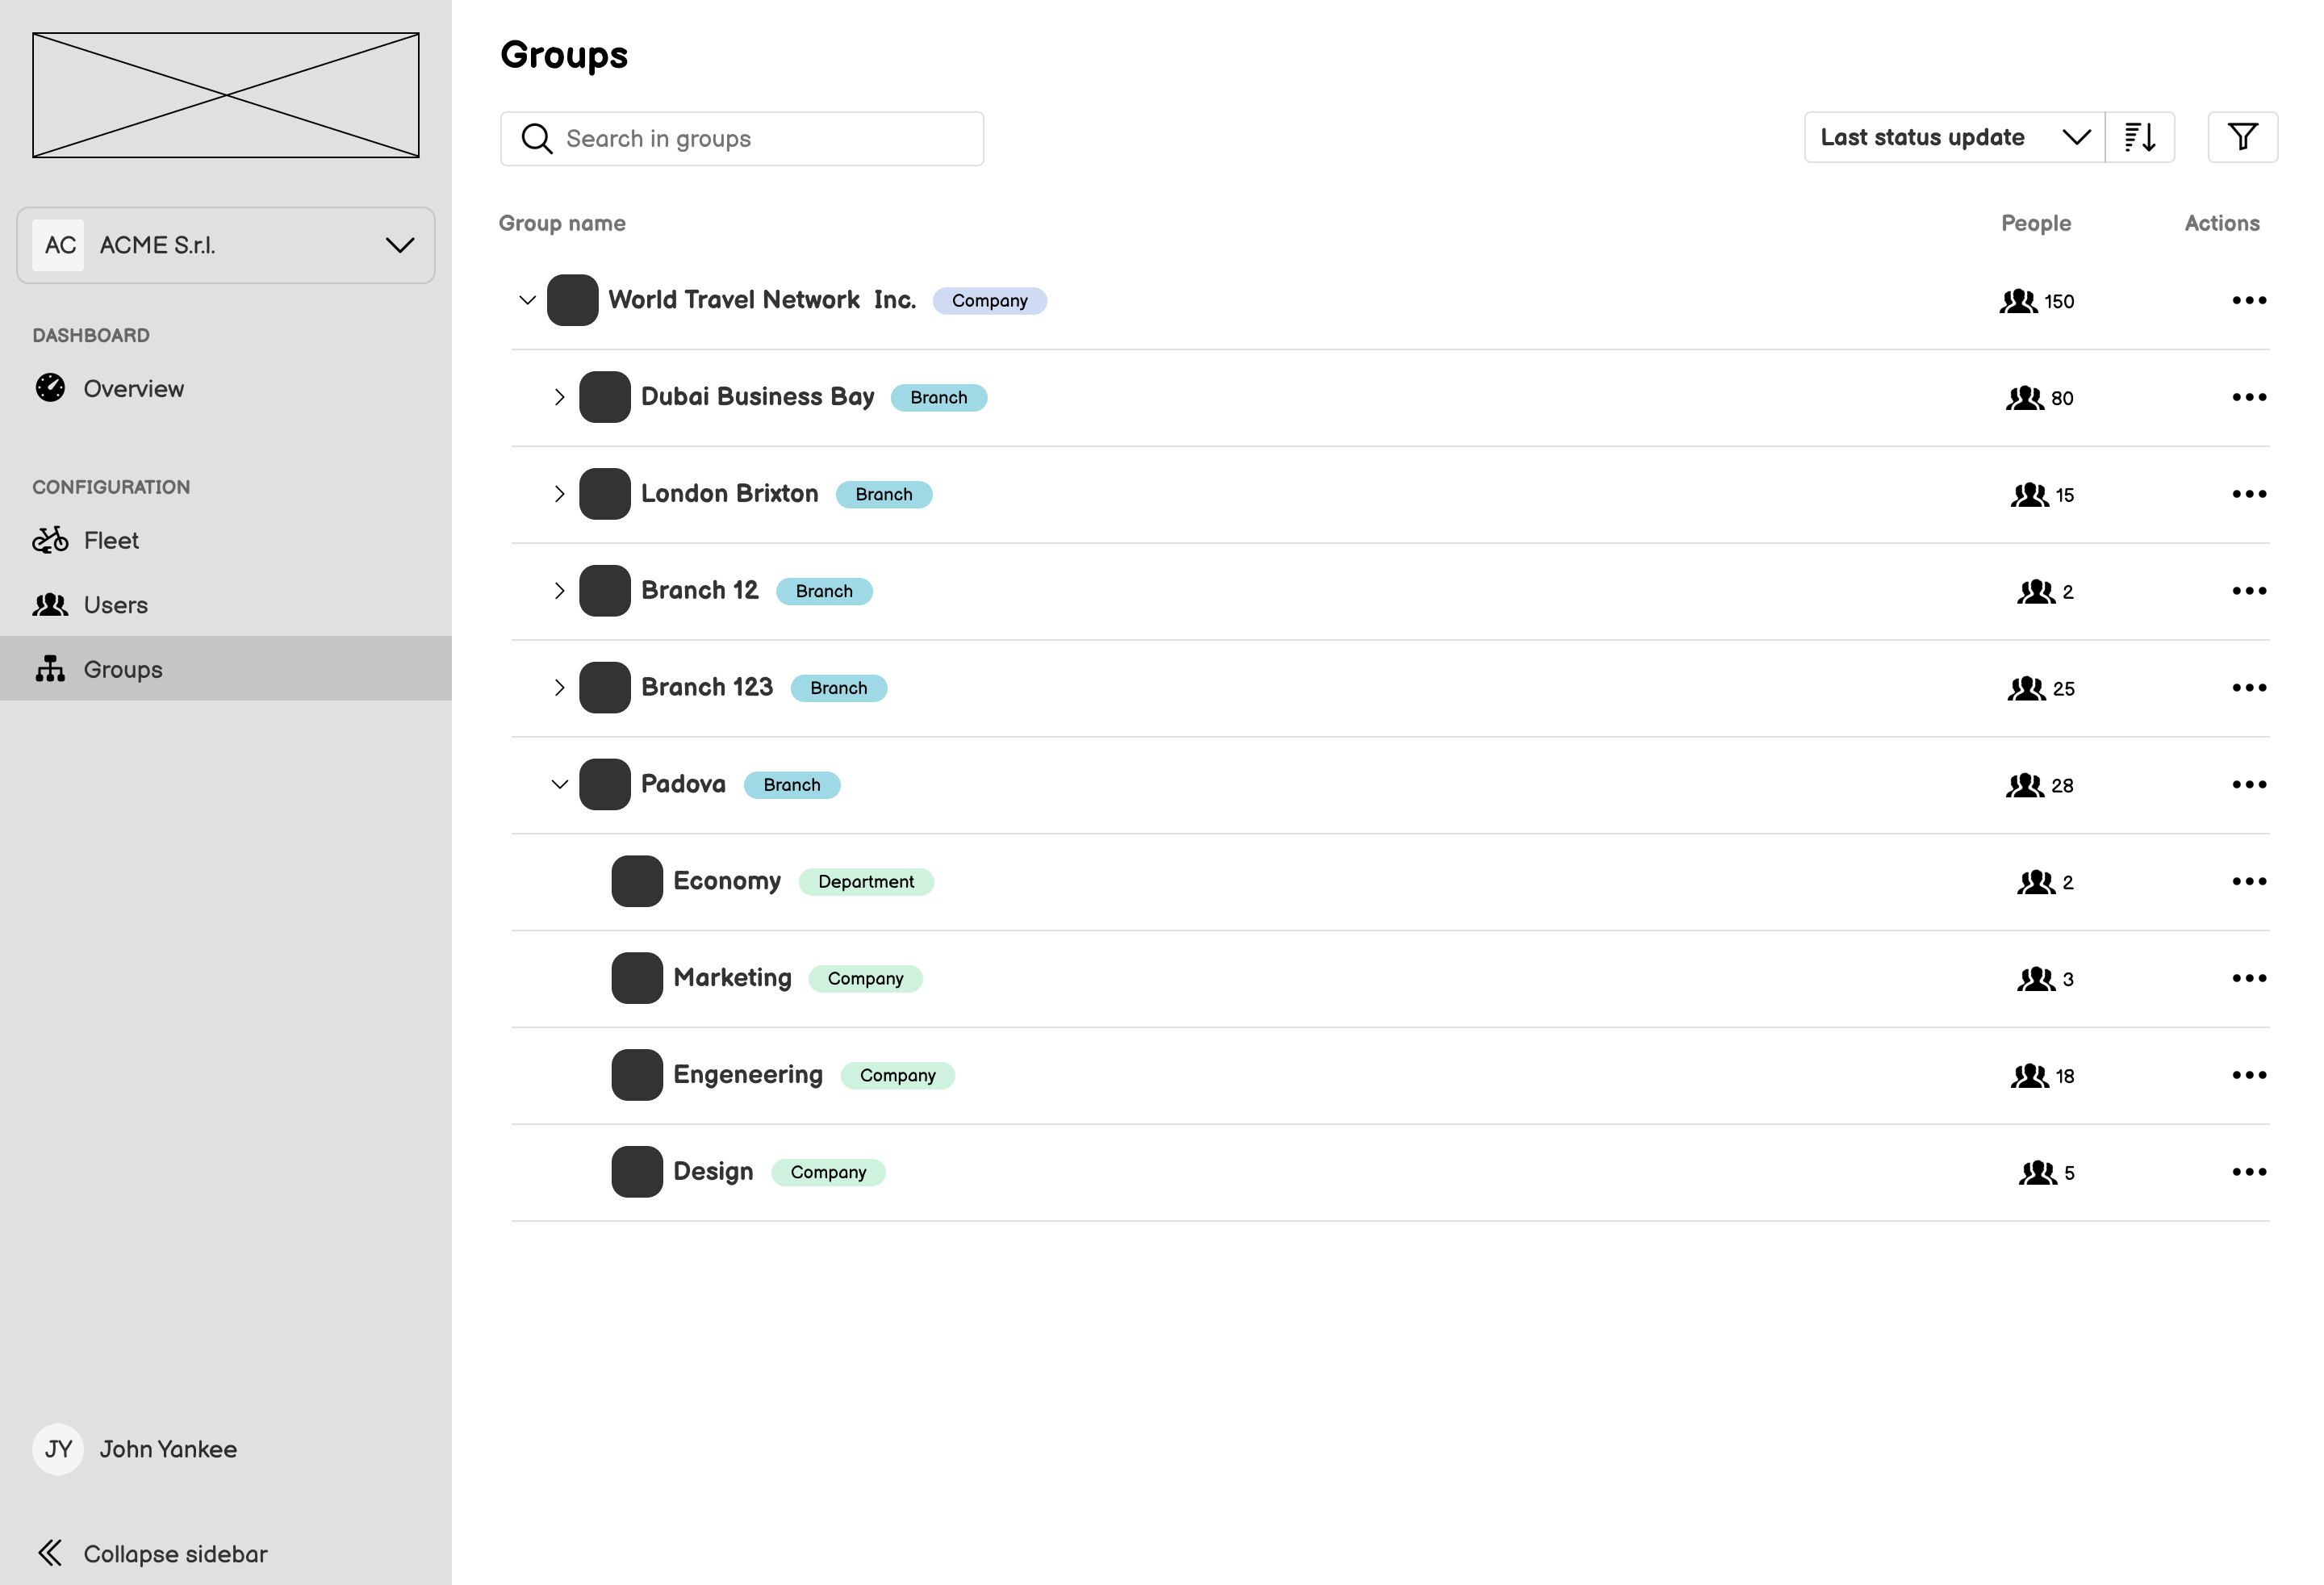 Groups
Search in groups
Last status update
AC ACME S.r.l.
Group name People Actions
World Travel Network Inc. Company 150
DASHBOARD
Overview
Dubai Business Bay Branch 80
CONFIGURATION
London Brixton Branch 15
Fleet
Branch 12 Branch 2
Users
Groups
Branch 123 Branch 25
Padova Branch 28
Economy Department 2
Marketing Company 3
Engeneering Company 18
Design Company 5
JY John Yankee
Collapse sidebar